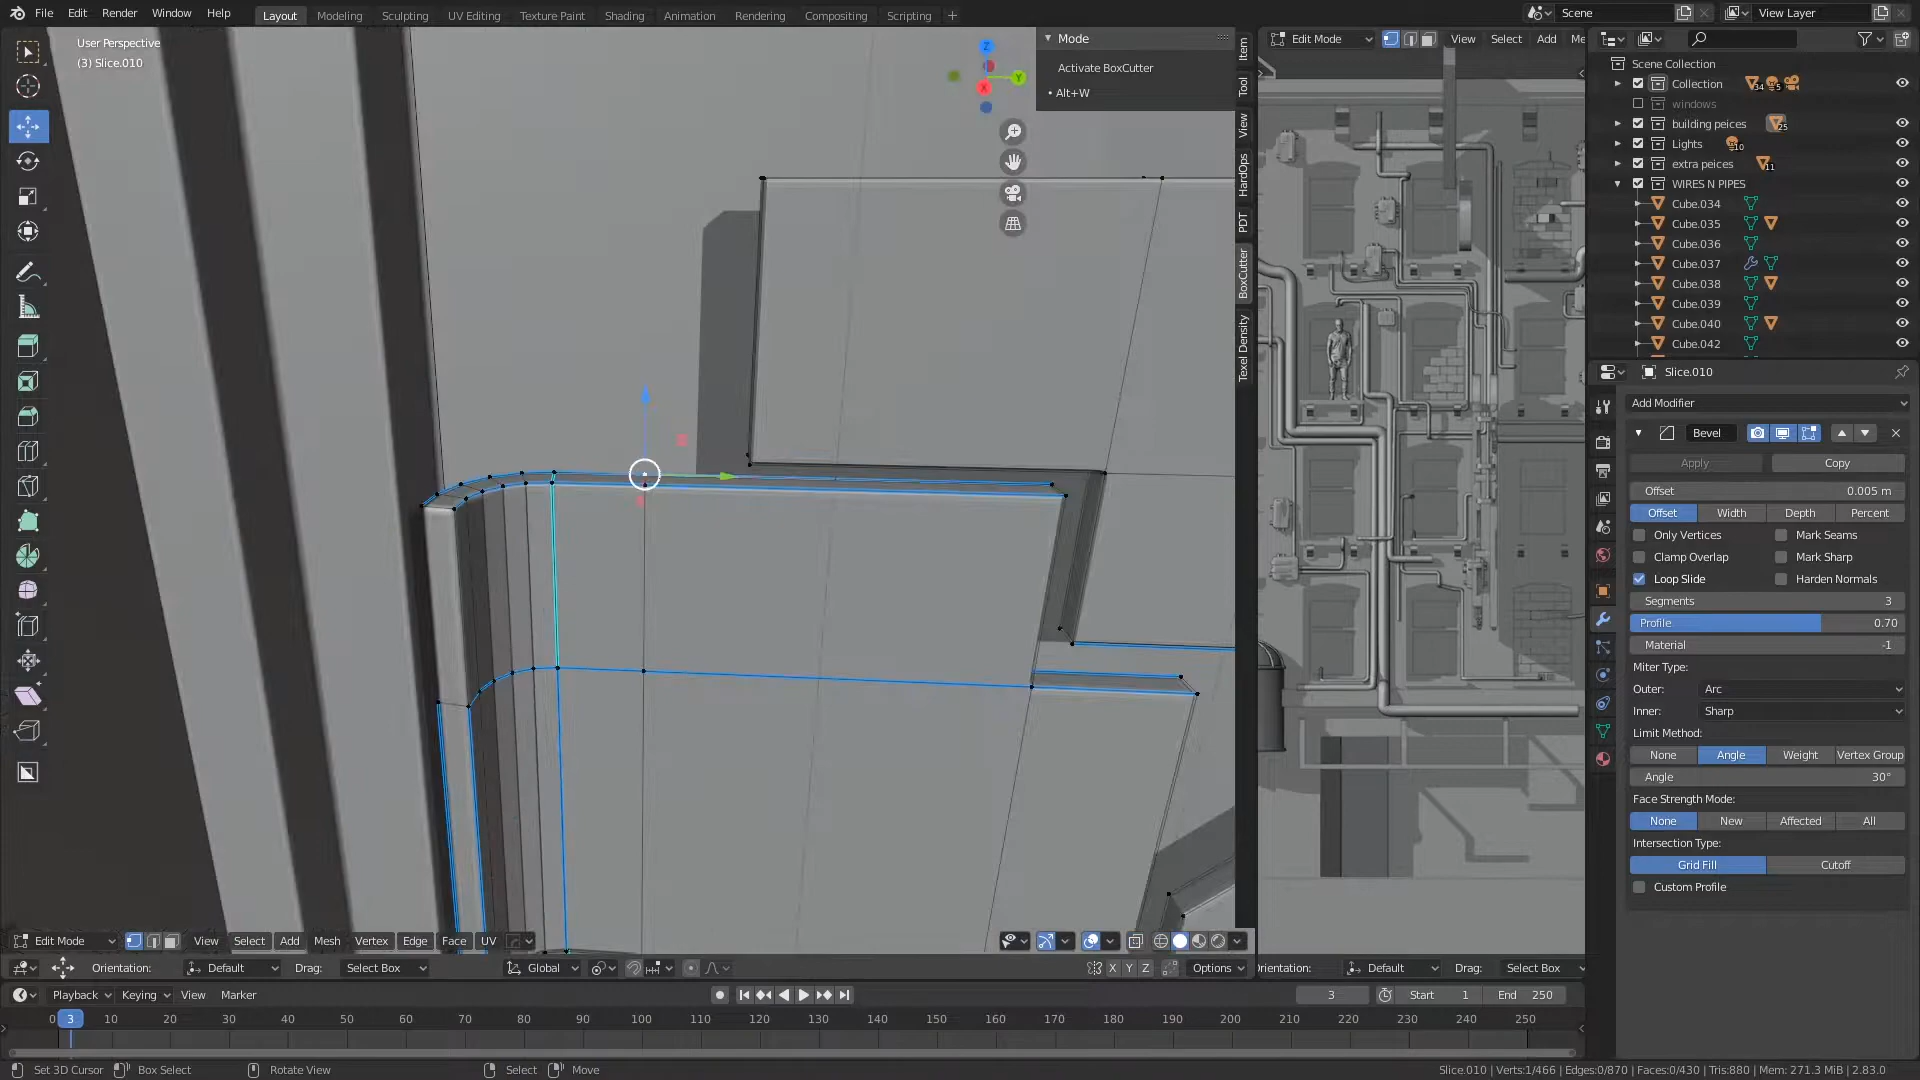 File Edit Render Window Help Layout Modeling Sculpting UV Editing Texture Paint Shading Animation Rendering Compositing Scripting + Scene View Layer
User Perspective
(3) Slice.010
Z
Y
X
Mode
Activate BoxCutter
• Alt+W
Item
Tool
View
HardOps
PDT
BoxCutter
Texel Density
Edit Mode View Select Add Me
Scene Collection
Collection 34 5
windows
building peices 25
Lights 10
extra peices 11
WIRES N PIPES
Cube.034
Cube.035
Cube.036
Cube.037
Cube.038
Cube.039
Cube.040
Cube.042
Slice.010
Add Modifier
Bevel
Apply Copy
Offset 0.005 m
Offset Width Depth Percent
Only Vertices Mark Seams
Clamp Overlap Mark Sharp
Loop Slide Harden Normals
Segments 3
Profile 0.70
Material -1
Miter Type:
Outer: Arc
Inner: Sharp
Limit Method:
None Angle Weight Vertex Group
Angle 30°
Face Strength Mode:
None New Affected All
Intersection Type:
Grid Fill Cutoff
Custom Profile
Edit Mode View Select Add Mesh Vertex Edge Face UV
Orientation: Default Drag: Select Box Global X Y Z Options
rientation: Default Drag: Select Box
Playback Keying View Marker 3 Start 1 End 250
0 3 10 20 30 40 50 60 70 80 90 100 110 120 130 140 150 160 170 180 190 200 210 220 230 240 250
Set 3D Cursor Box Select Rotate View Select Move Slice.010 | Verts:1/466 | Edges:0/870 | Faces:0/430 | Tris:880 | Mem: 271.3 MiB | 2.83.0